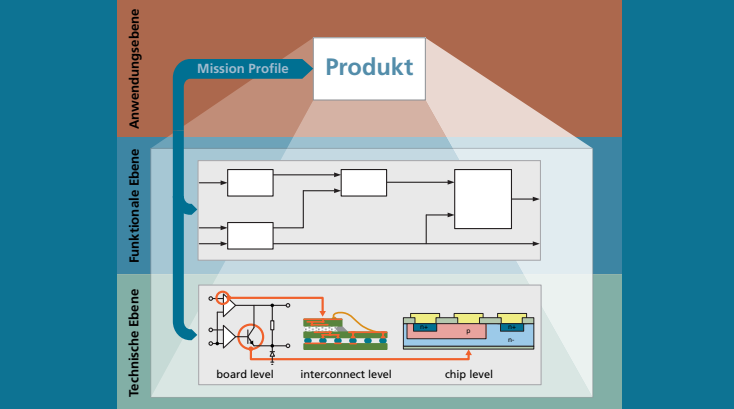 Anwendungsebene
Mission Profile
Produkt
Funktionale Ebene
Technische Ebene
n+
p
n+
n-
board level
interconnect level
chip level